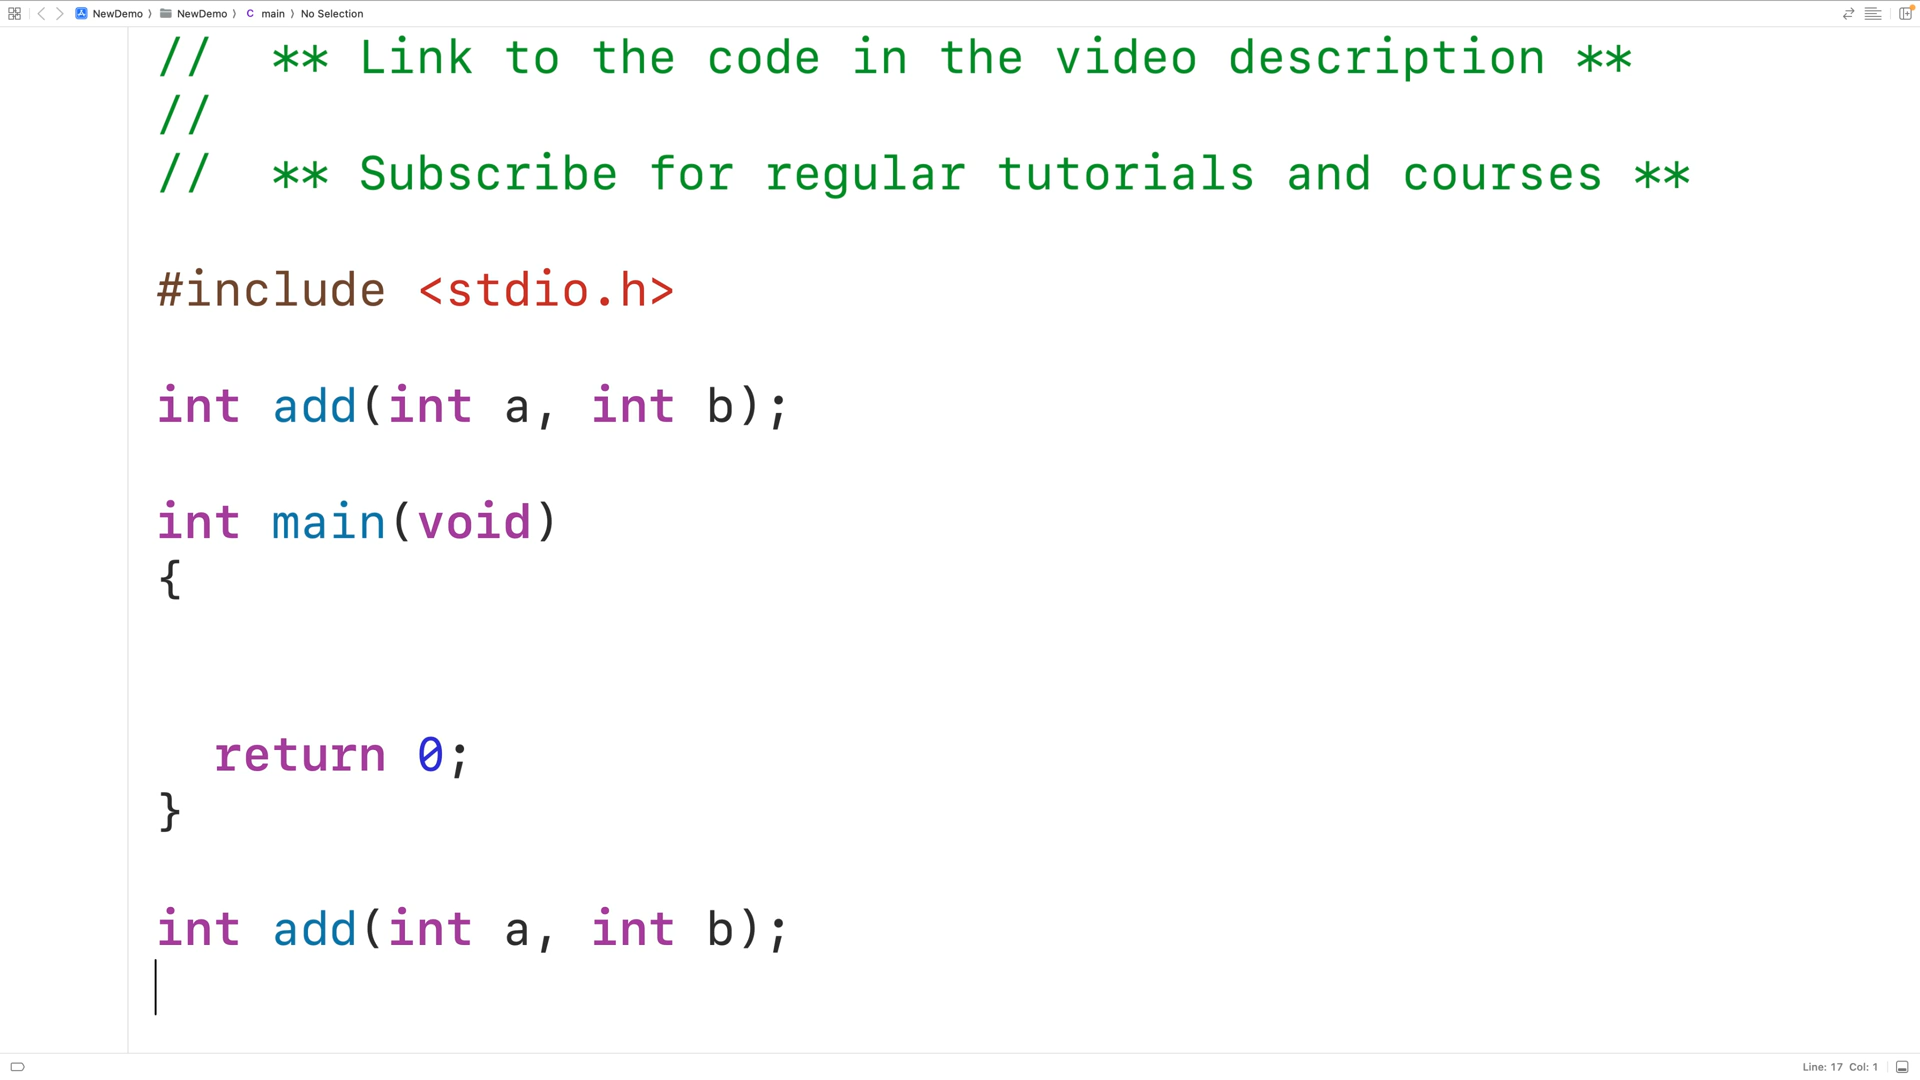 NewDemo ⟩ NewDemo ⟩ C main ⟩ No Selection
//  ** Link to the code in the video description **
//
//  ** Subscribe for regular tutorials and courses **
#include <stdio.h>
int add(int a, int b);
int main(void)
{
  return 0;
}
int add(int a, int b);
Line: 17 Col: 1